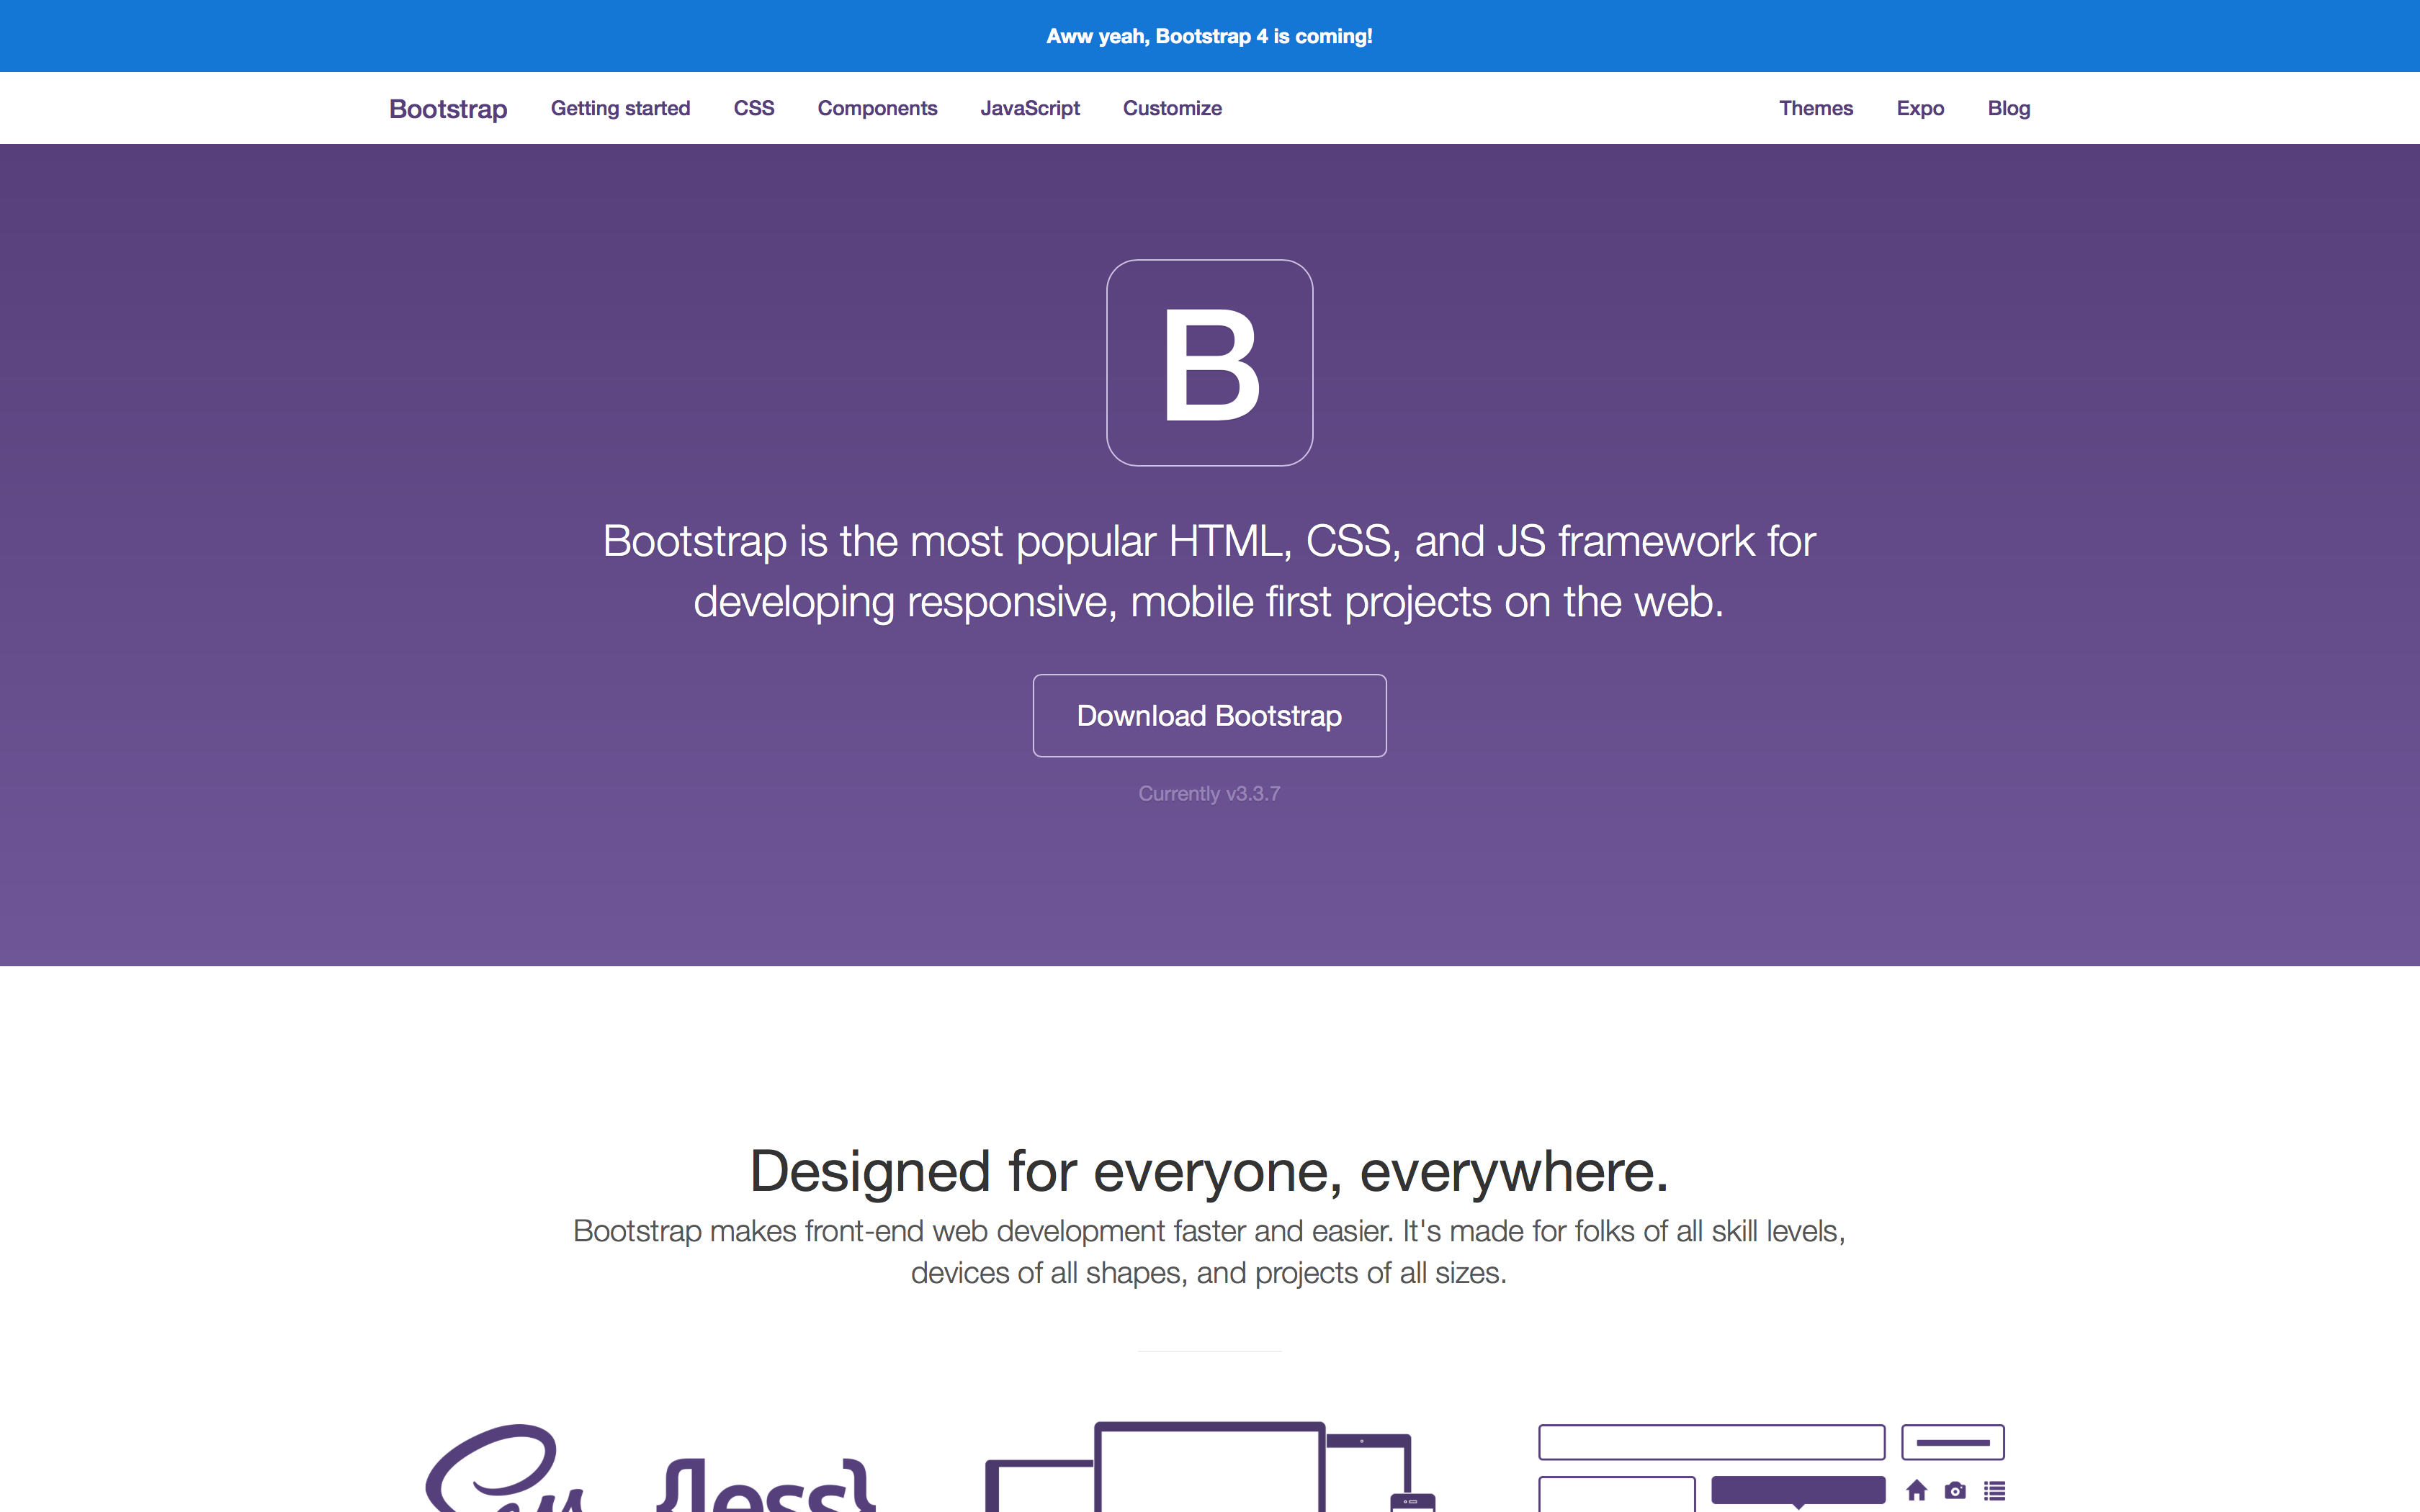 Aww yeah, Bootstrap 4 is coming!
Bootstrap Getting started CSS Components JavaScript Customize Themes Expo Blog
B
Bootstrap is the most popular HTML, CSS, and JS framework for
developing responsive, mobile first projects on the web.
Download Bootstrap
Currently v3.3.7
Designed for everyone, everywhere.
Bootstrap makes front-end web development faster and easier. It's made for folks of all skill levels,
devices of all shapes, and projects of all sizes.
Sass {less}